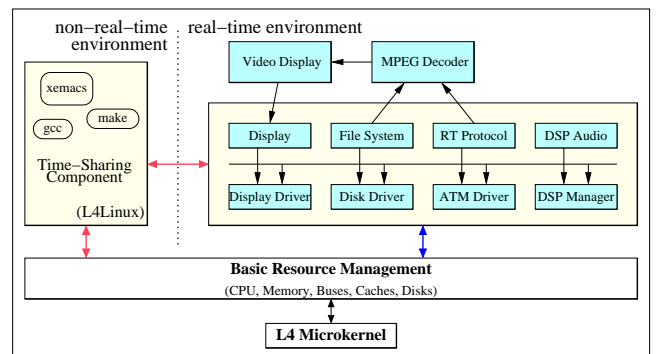 non-real-time
environment
real-time environment
Video Display
MPEG Decoder
xemacs
make
gcc
Time-Sharing
Component
(L4Linux)
Display
File System
RT Protocol
DSP Audio
Display Driver
Disk Driver
ATM Driver
DSP Manager
Basic Resource Management
(CPU, Memory, Buses, Caches, Disks)
L4 Microkernel